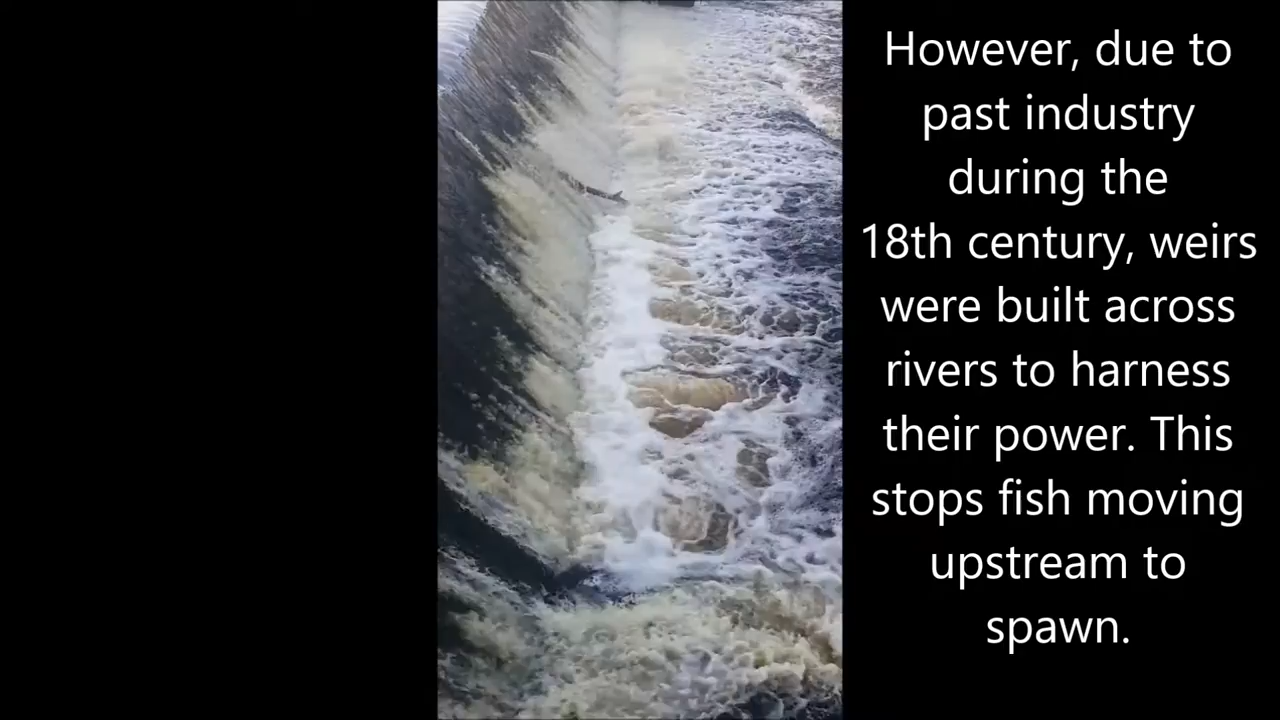 However, due to
past industry
during the
18th century, weirs
were built across
rivers to harness
their power. This
stops fish moving
upstream to
spawn.